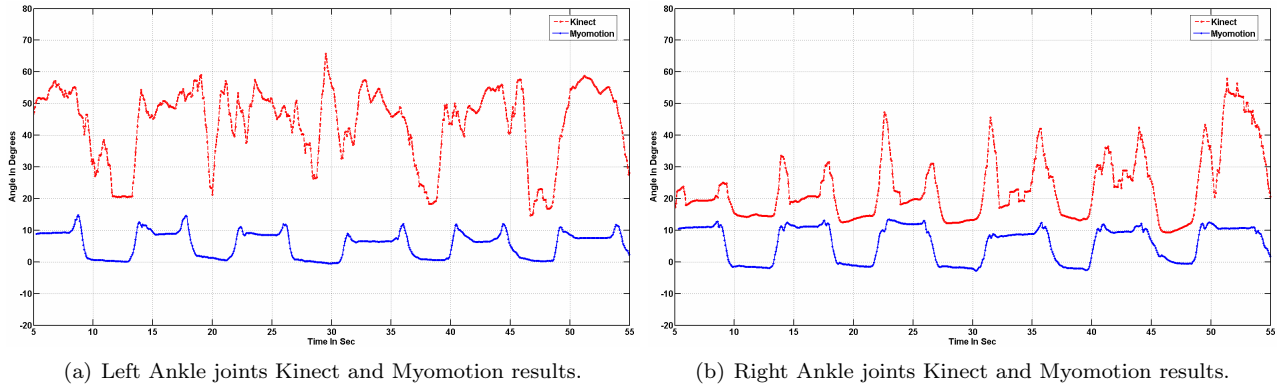 80
70
60
50
40
30
20
10
0
-10
-20
Angle In Degrees
5 10 15 20 25 30 35 40 45 50 55
Time In Sec
Kinect
Myomotion
(a) Left Ankle joints Kinect and Myomotion results.
80
70
60
50
40
30
20
10
0
-10
-20
Angle In Degrees
5 10 15 20 25 30 35 40 45 50 55
Time In Sec
Kinect
Myomotion
(b) Right Ankle joints Kinect and Myomotion results.